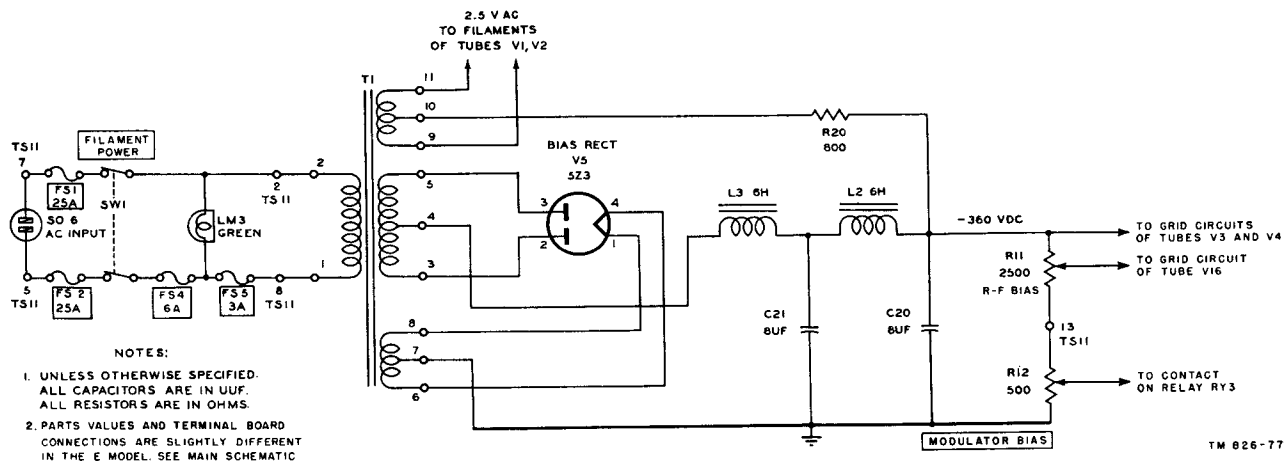 2.5 V AC
TO FILAMENTS
OF TUBES V1, V2
T1
11
10
9
R20
800
TS11
7
FILAMENT
POWER
FS1
25A
SW1
SO 6
AC INPUT
LM3
GREEN
2
TS11
2
1
5
TS11
FS 2
25A
FS4
6A
FS5
3A
8
TS11
5
4
3
BIAS RECT
V5
5Z3
3
4
2
1
8
7
6
L3 6H
L2 6H
-360 VDC
TO GRID CIRCUITS
OF TUBES V3 AND V4
R11
2500
R-F BIAS
TO GRID CIRCUIT
OF TUBE V16
C21
8UF
C20
8UF
13
TS11
R12
500
TO CONTACT
ON RELAY RY3
MODULATOR BIAS
NOTES:
1. UNLESS OTHERWISE SPECIFIED.
ALL CAPACITORS ARE IN UUF.
ALL RESISTORS ARE IN OHMS.
2. PARTS VALUES AND TERMINAL BOARD
CONNECTIONS ARE SLIGHTLY DIFFERENT
IN THE E MODEL. SEE MAIN SCHEMATIC
TM 826-77